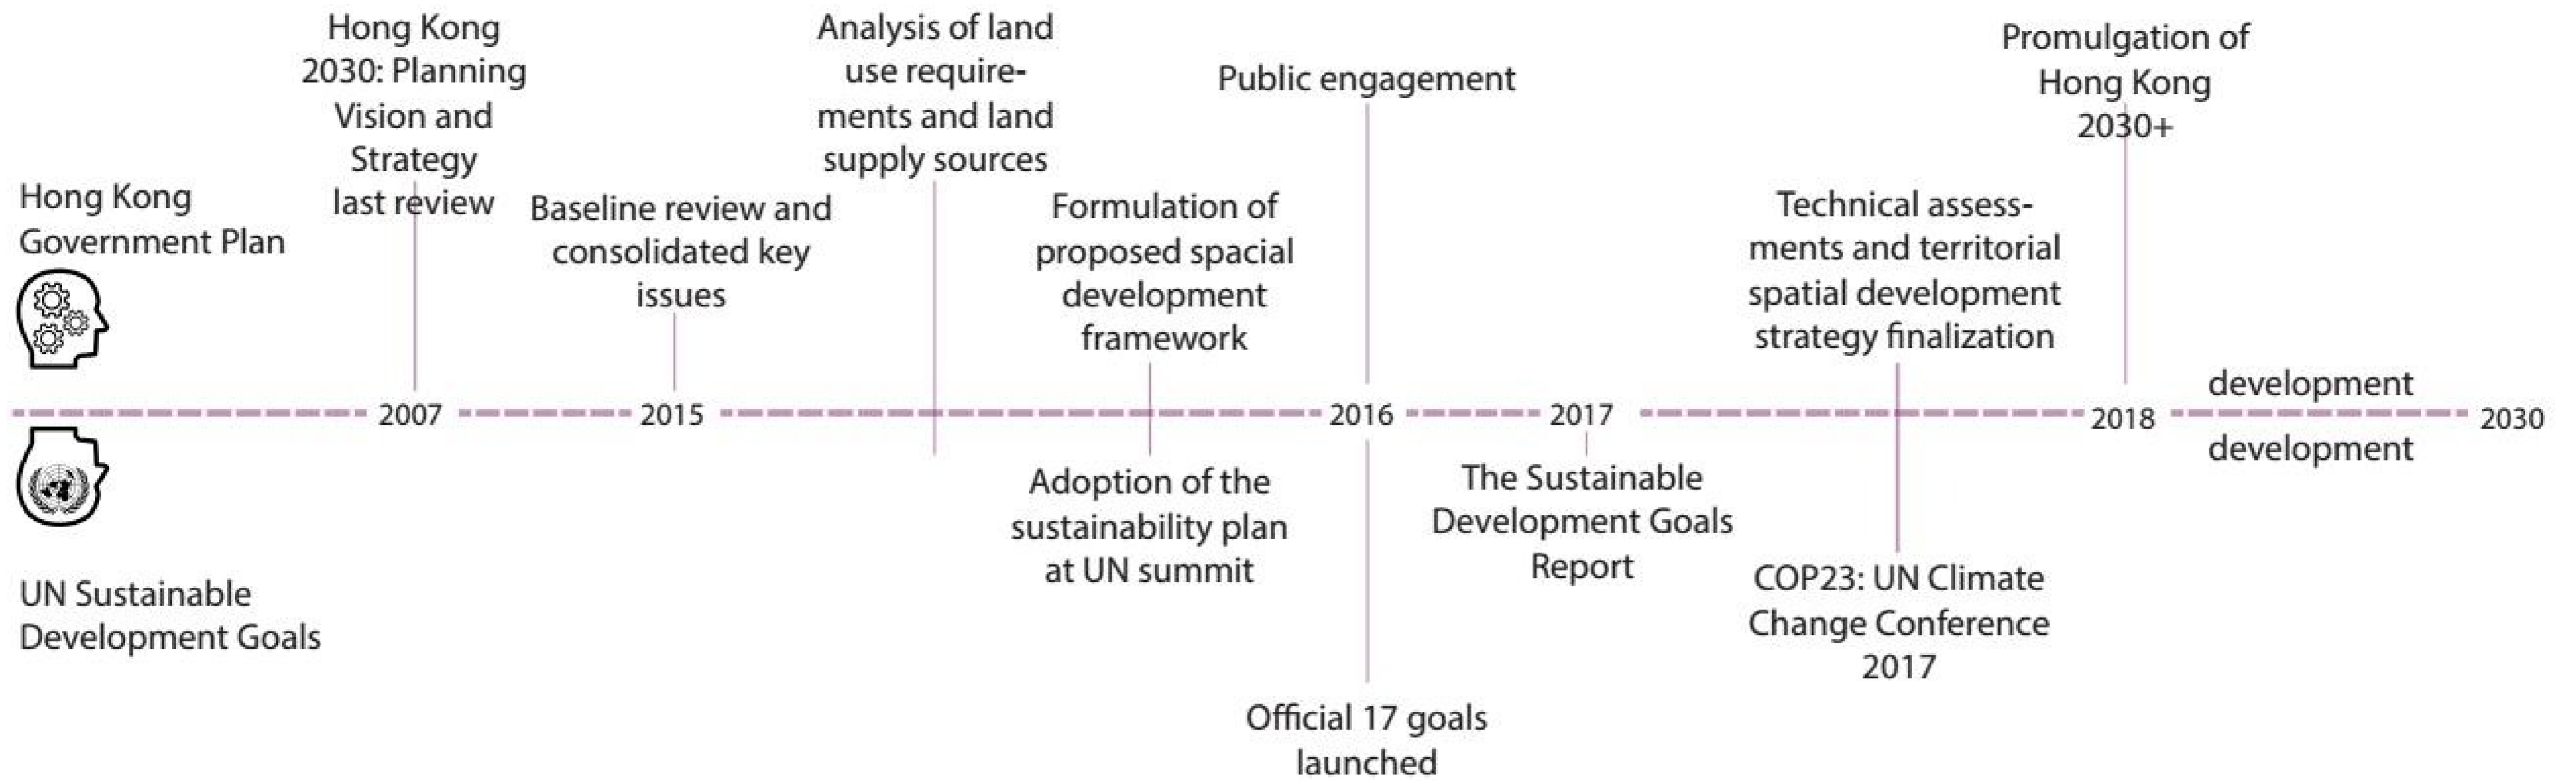 Hong Kong
Government Plan
Hong Kong
2030: Planning
Vision and
Strategy
last review
Baseline review and
consolidated key
issues
Analysis of land
use require-
ments and land
supply sources
Formulation of
proposed spacial
development
framework
Public engagement
Technical assess-
ments and territorial
spatial development
strategy finalization
Promulgation of
Hong Kong
2030+
development
2007
2015
2016
2017
2018
2030
development
UN Sustainable
Development Goals
Adoption of the
sustainability plan
at UN summit
Official 17 goals
launched
The Sustainable
Development Goals
Report
COP23: UN Climate
Change Conference
2017